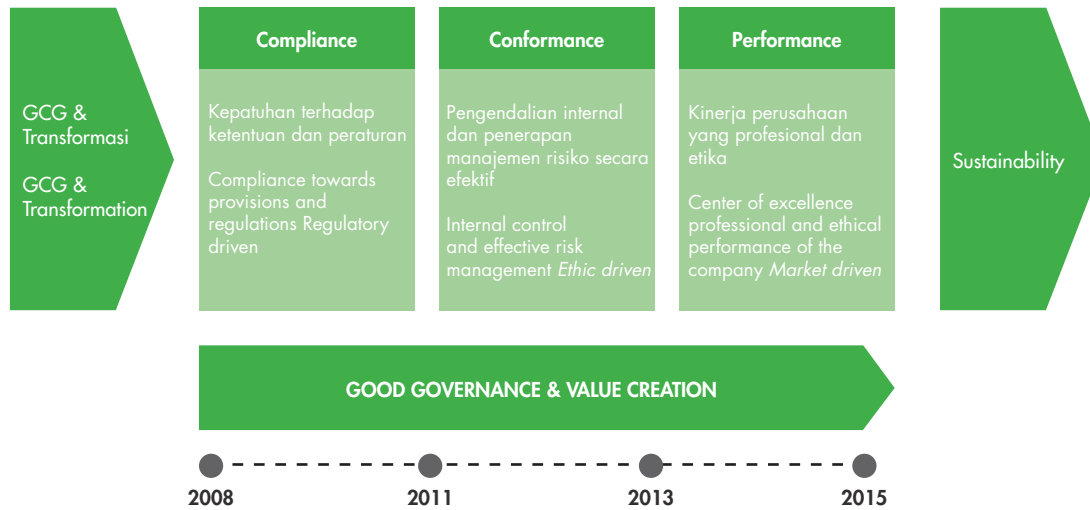 GCG &
Transformasi
GCG &
Transformation
Compliance
Kepatuhan terhadap
ketentuan dan peraturan
Compliance towards
provisions and
regulations Regulatory
driven
Conformance
Pengendalian internal
dan penerapan
manajemen risiko secara
efektif
Internal control
and effective risk
management Ethic driven
Performance
Kinerja perusahaan
yang profesional dan
etika
Center of excellence
professional and ethical
performance of the
company Market driven
Sustainability
GOOD GOVERNANCE & VALUE CREATION
2008
2011
2013
2015